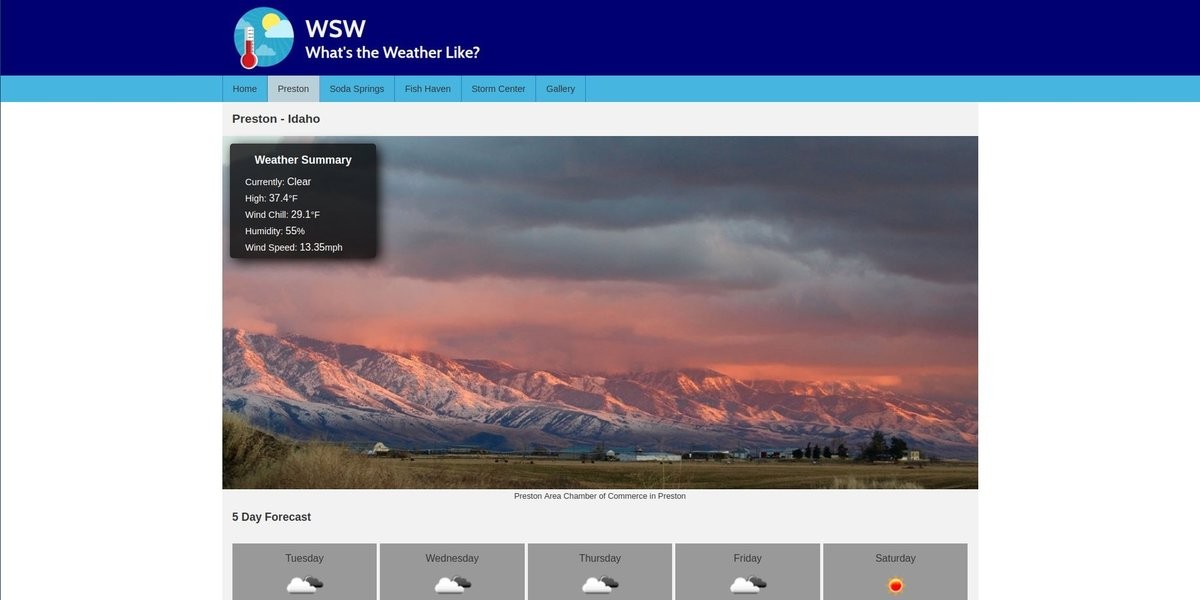 WSW
What's the Weather Like?
Home Preston Soda Springs Fish Haven Storm Center Gallery
Preston - Idaho
Weather Summary
Currently: Clear
High: 37.4°F
Wind Chill: 29.1°F
Humidity: 55%
Wind Speed: 13.35mph
Preston Area Chamber of Commerce in Preston
5 Day Forecast
Tuesday Wednesday Thursday Friday Saturday